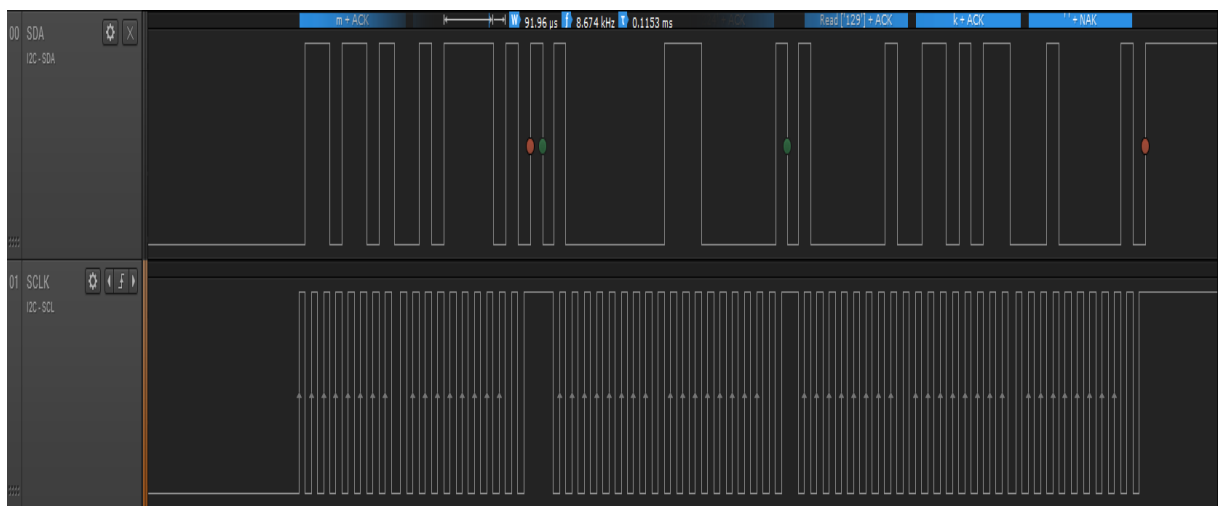 m + ACK W 91.96 µs f 8.674 kHz τ 0.1153 ms + ACK Read ['129'] + ACK k + ACK ' ' + NAK
00 SDA
I2C - SDA
01 SCLK
I2C - SCL